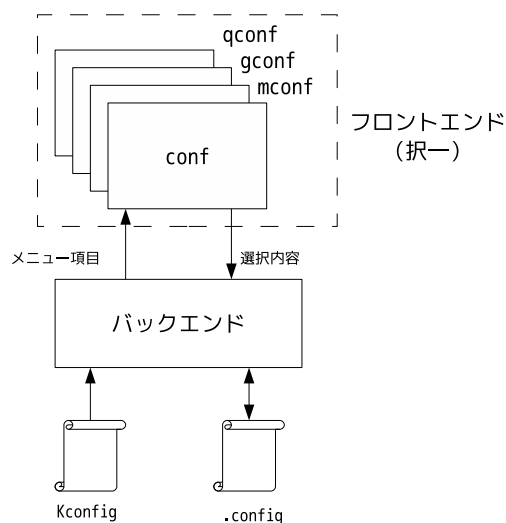 qconf
gconf
mconf
conf
フロントエンド
（択一）
メニュー項目
選択内容
バックエンド
Kconfig
.config